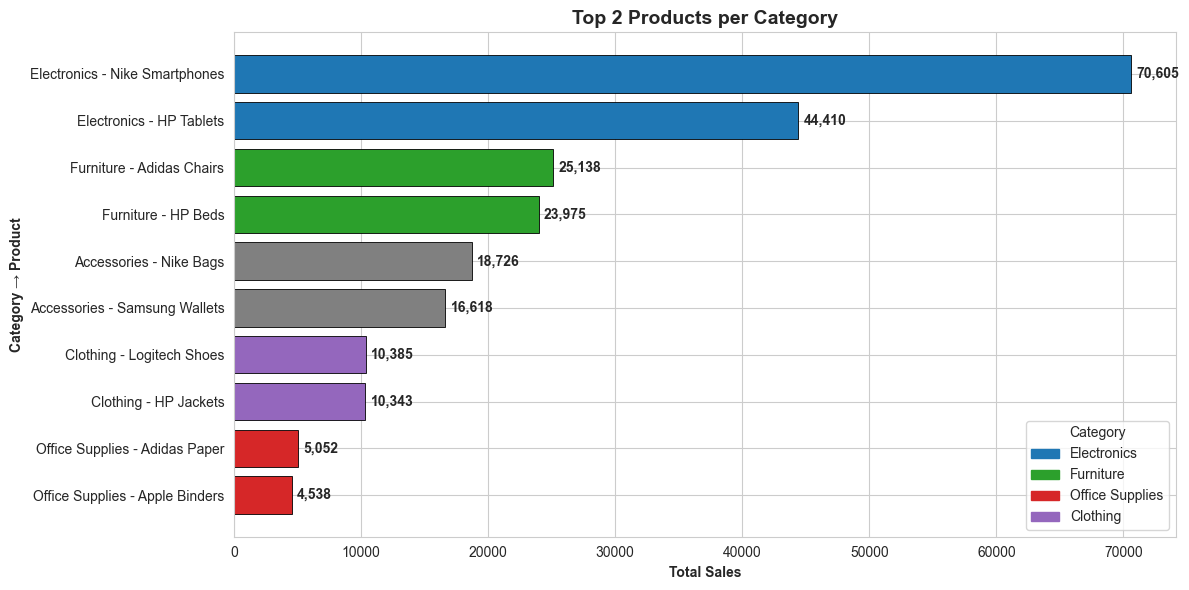 Top 2 Products per Category
Electronics - Nike Smartphones
70,605
Electronics - HP Tablets
44,410
Furniture - Adidas Chairs
25,138
Furniture - HP Beds
23,975
Accessories - Nike Bags
18,726
Accessories - Samsung Wallets
16,618
Clothing - Logitech Shoes
10,385
Clothing - HP Jackets
10,343
Office Supplies - Adidas Paper
5,052
Office Supplies - Apple Binders
4,538
Category → Product
Category
Electronics
Furniture
Office Supplies
Clothing
0 10000 20000 30000 40000 50000 60000 70000
Total Sales